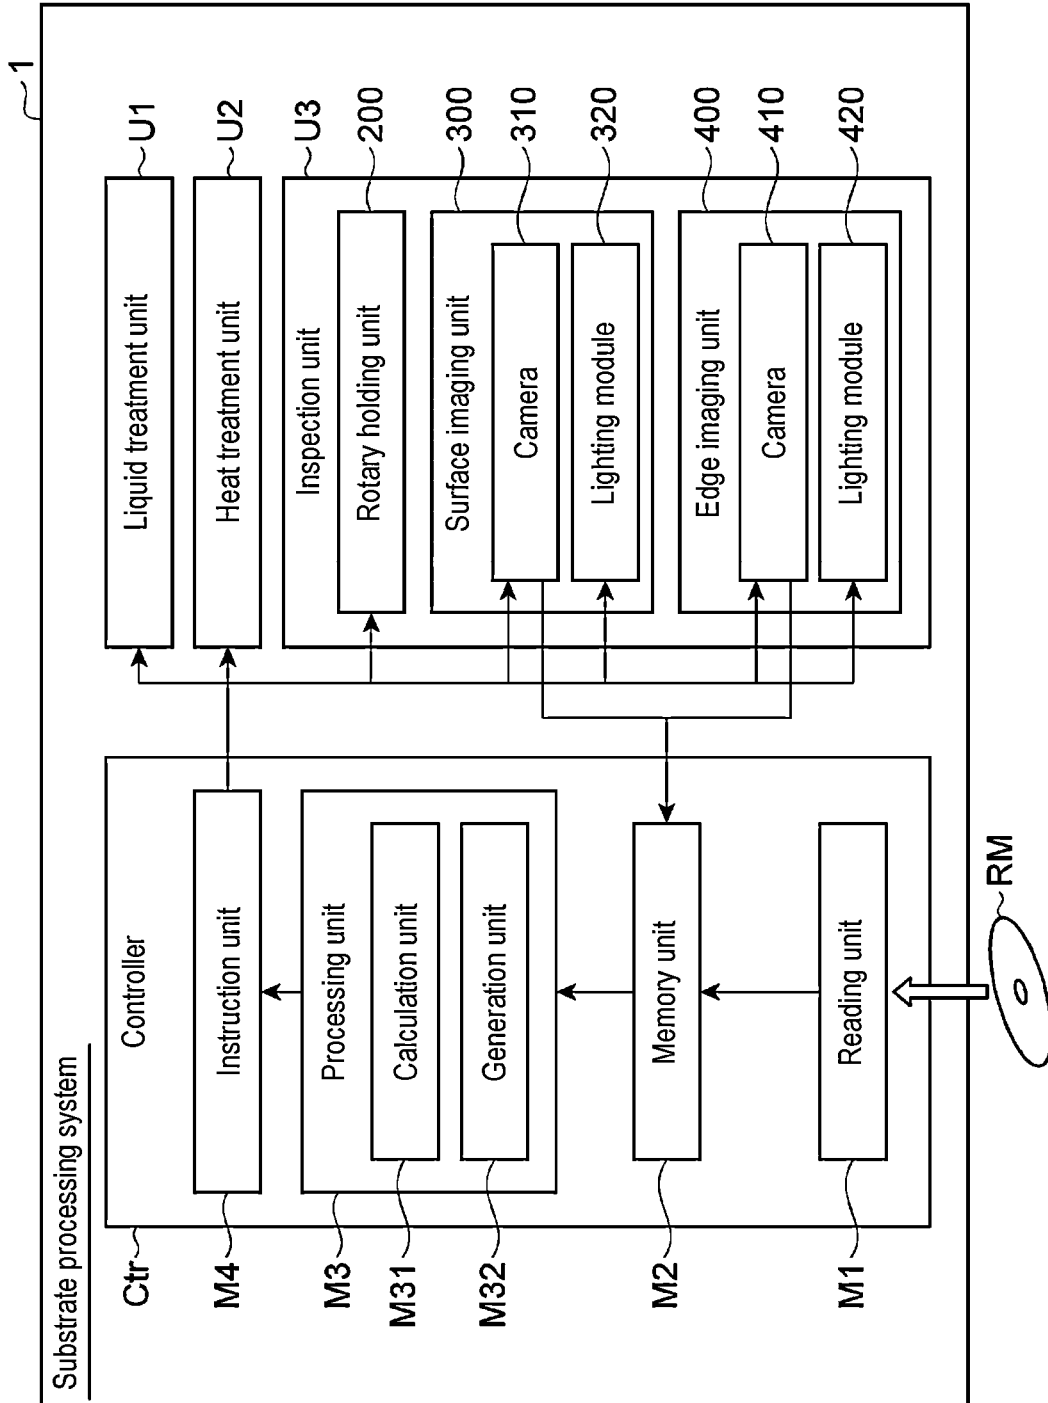 Substrate processing system
1
Ctr
Controller
M4
Instruction unit
M3
Processing unit
M31
Calculation unit
M32
Generation unit
M2
Memory unit
M1
Reading unit
RM
Liquid treatment unit
U1
Heat treatment unit
U2
Inspection unit
U3
Rotary holding unit
200
Surface imaging unit
300
Camera
310
Lighting module
320
Edge imaging unit
400
Camera
410
Lighting module
420